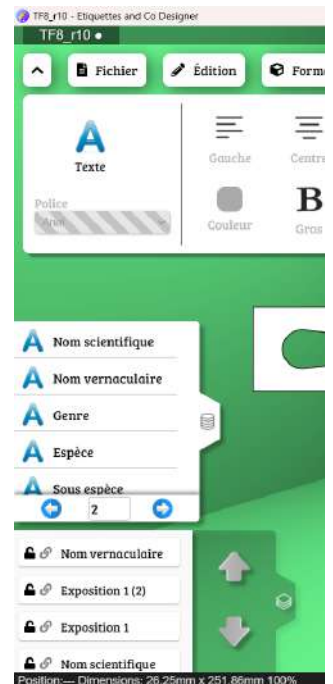 TF8_r10 - Etiquettes and Co Designer
TF8_r10 ●
Fichier
Édition
Forme
A
Texte
Police
Arial
Gauche
Centre
Couleur
B
Gras
A Nom scientifique
A Nom vernaculaire
A Genre
A Espèce
A Sous espèce
2
Nom vernaculaire
Exposition 1 (2)
Exposition 1
Nom scientifique
Position:--- Dimensions: 26.25mm x 251.86mm 100%